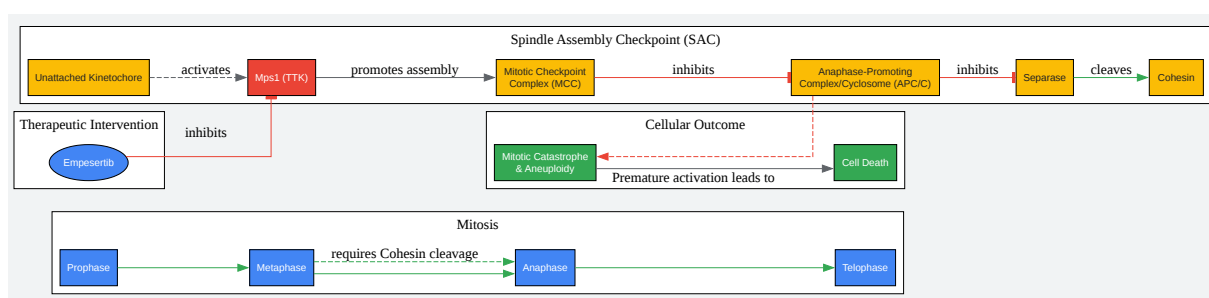 Spindle Assembly Checkpoint (SAC)
Unattached Kinetochore
activates
Mps1 (TTK)
promotes assembly
Mitotic Checkpoint
Complex (MCC)
inhibits
Anaphase-Promoting
Complex/Cyclosome (APC/C)
inhibits
Separase
cleaves
Cohesin
Therapeutic Intervention
Empesertib
inhibits
Cellular Outcome
Mitotic Catastrophe
& Aneuploidy
Premature activation leads to
Cell Death
Mitosis
Prophase
Metaphase
requires Cohesin cleavage
Anaphase
Telophase